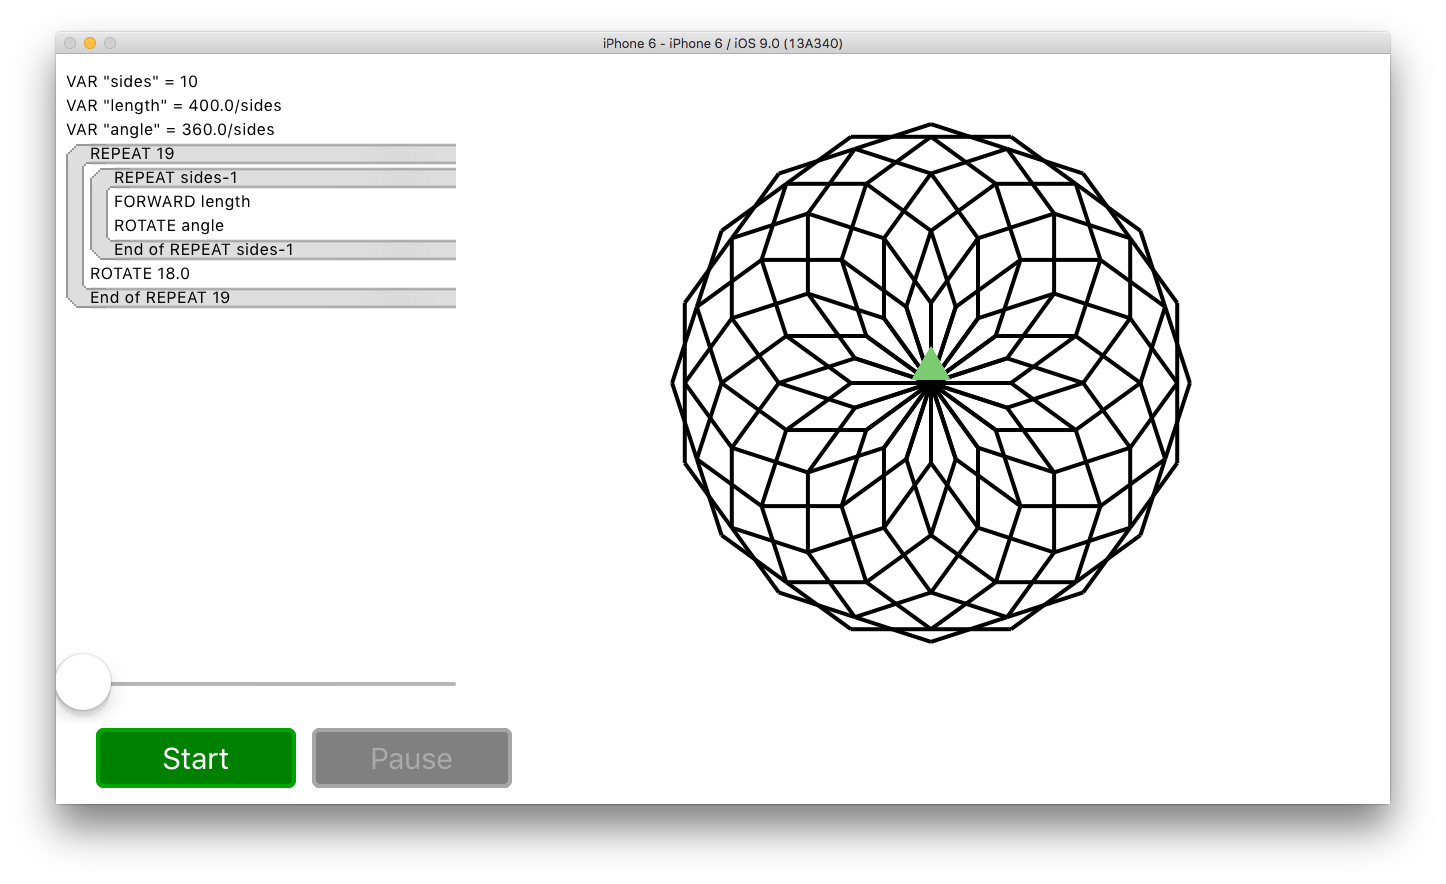 iPhone 6 - iPhone 6 / iOS 9.0 (13A340)
VAR "sides" = 10
VAR "length" = 400.0/sides
VAR "angle" = 360.0/sides
REPEAT 19
REPEAT sides-1
FORWARD length
ROTATE angle
End of REPEAT sides-1
ROTATE 18.0
End of REPEAT 19
Start
Pause